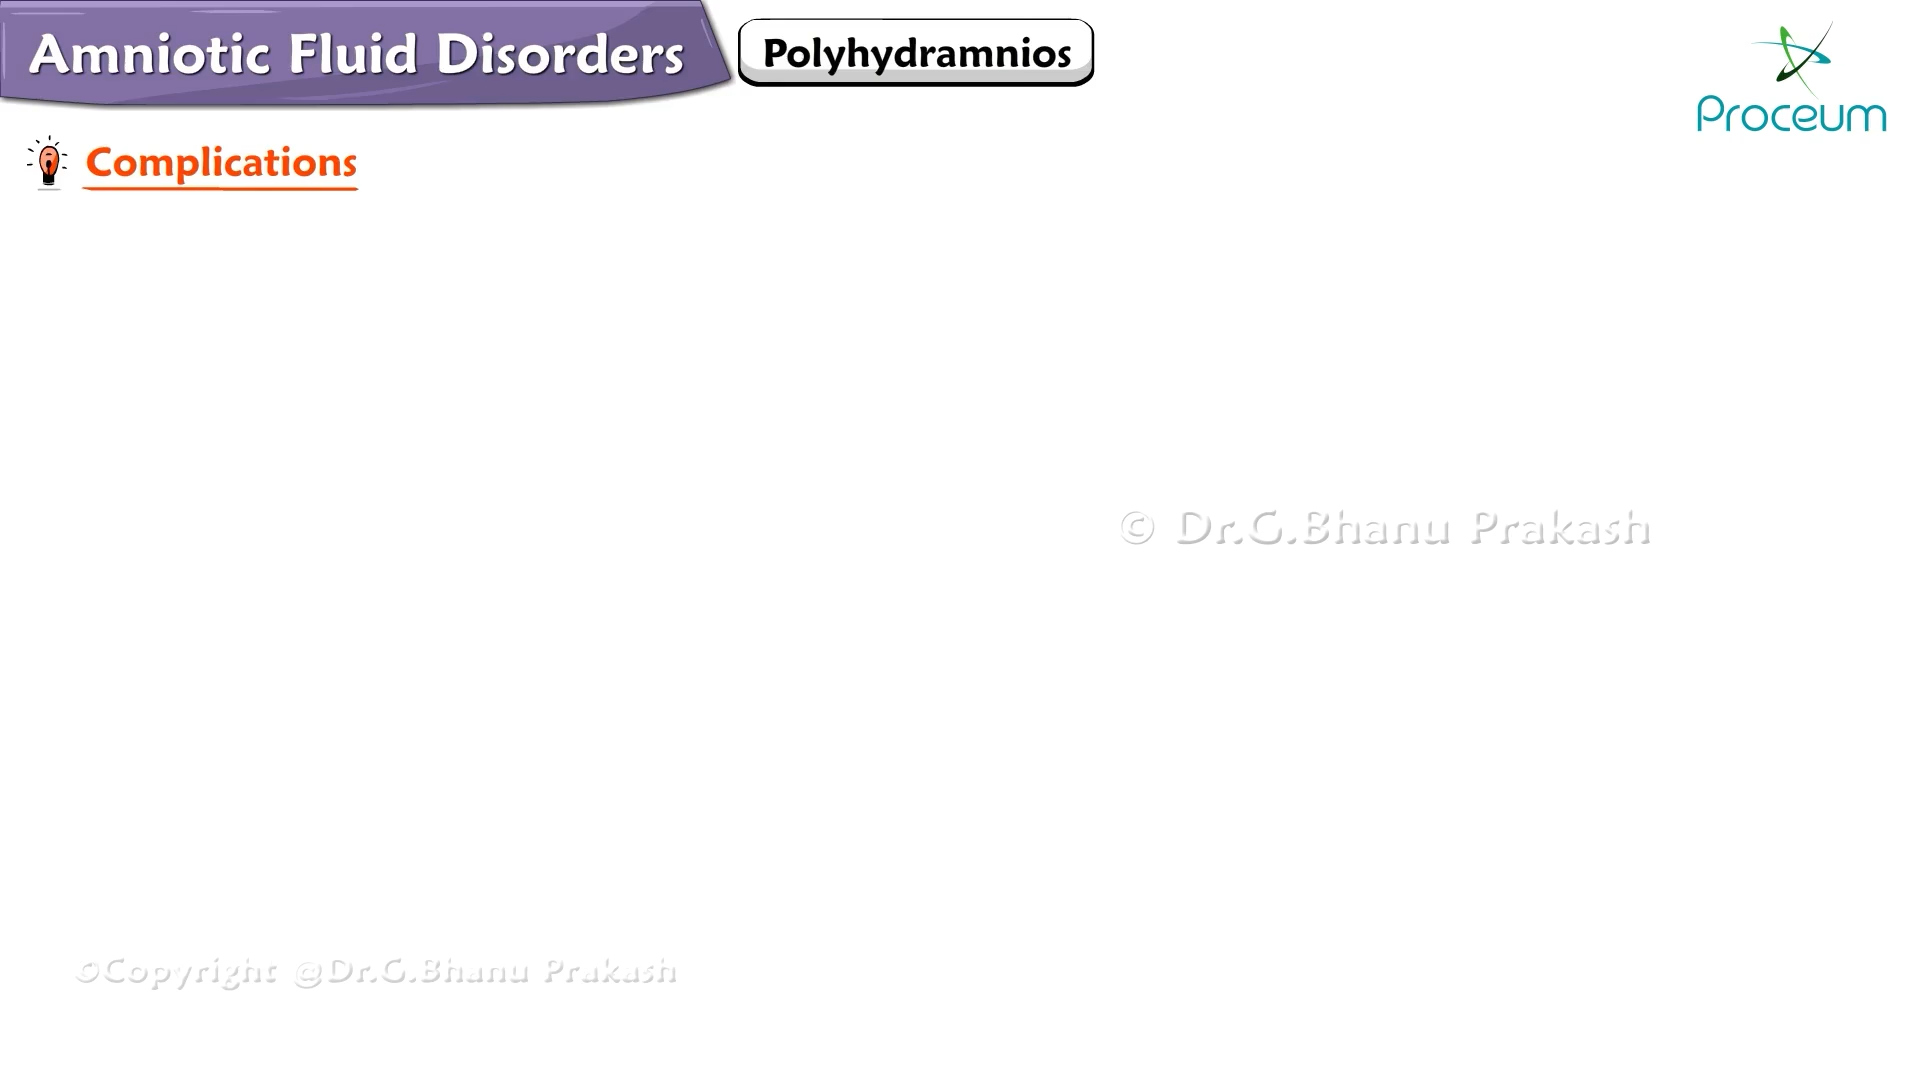 Amniotic Fluid Disorders
Polyhydramnios
Proceum
Complications
© Dr.G.Bhanu Prakash
©Copyright @Dr.G.Bhanu Prakash